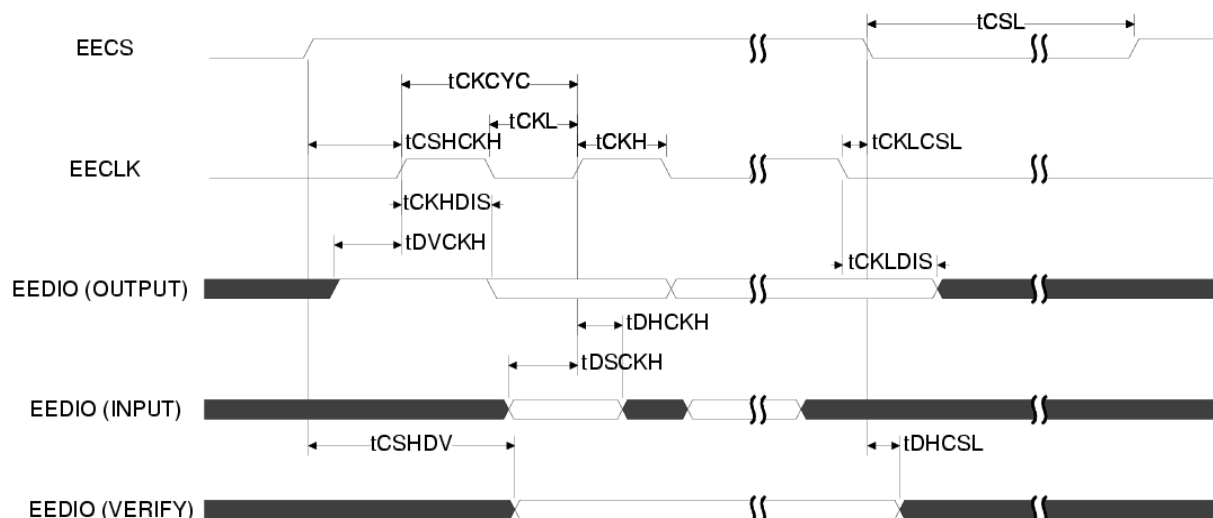 tCSL
EECS
tCKCYC
tCKL
tCSHCKH
tCKH
tCKLCSL
EECLK
tCKHDIS
tDVCKH
tCKLDIS
EEDIO (OUTPUT)
tDHCKH
tDSCKH
EEDIO (INPUT)
tCSHDV
tDHCSL
EEDIO (VERIFY)